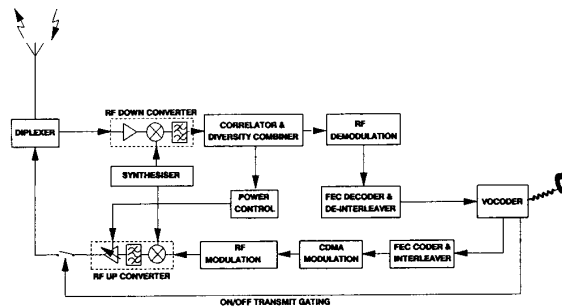 RF DOWN CONVERTER
DIPLEXER
CORRELATOR &
DIVERSITY COMBINER
RF
DEMODULATION
SYNTHESISER
POWER
CONTROL
FEC DECODER &
DE-INTERLEAVER
VOCODER
RF
MODULATION
CDMA
MODULATION
FEC CODER &
INTERLEAVER
RF UP CONVERTER
ON/OFF TRANSMIT GATING